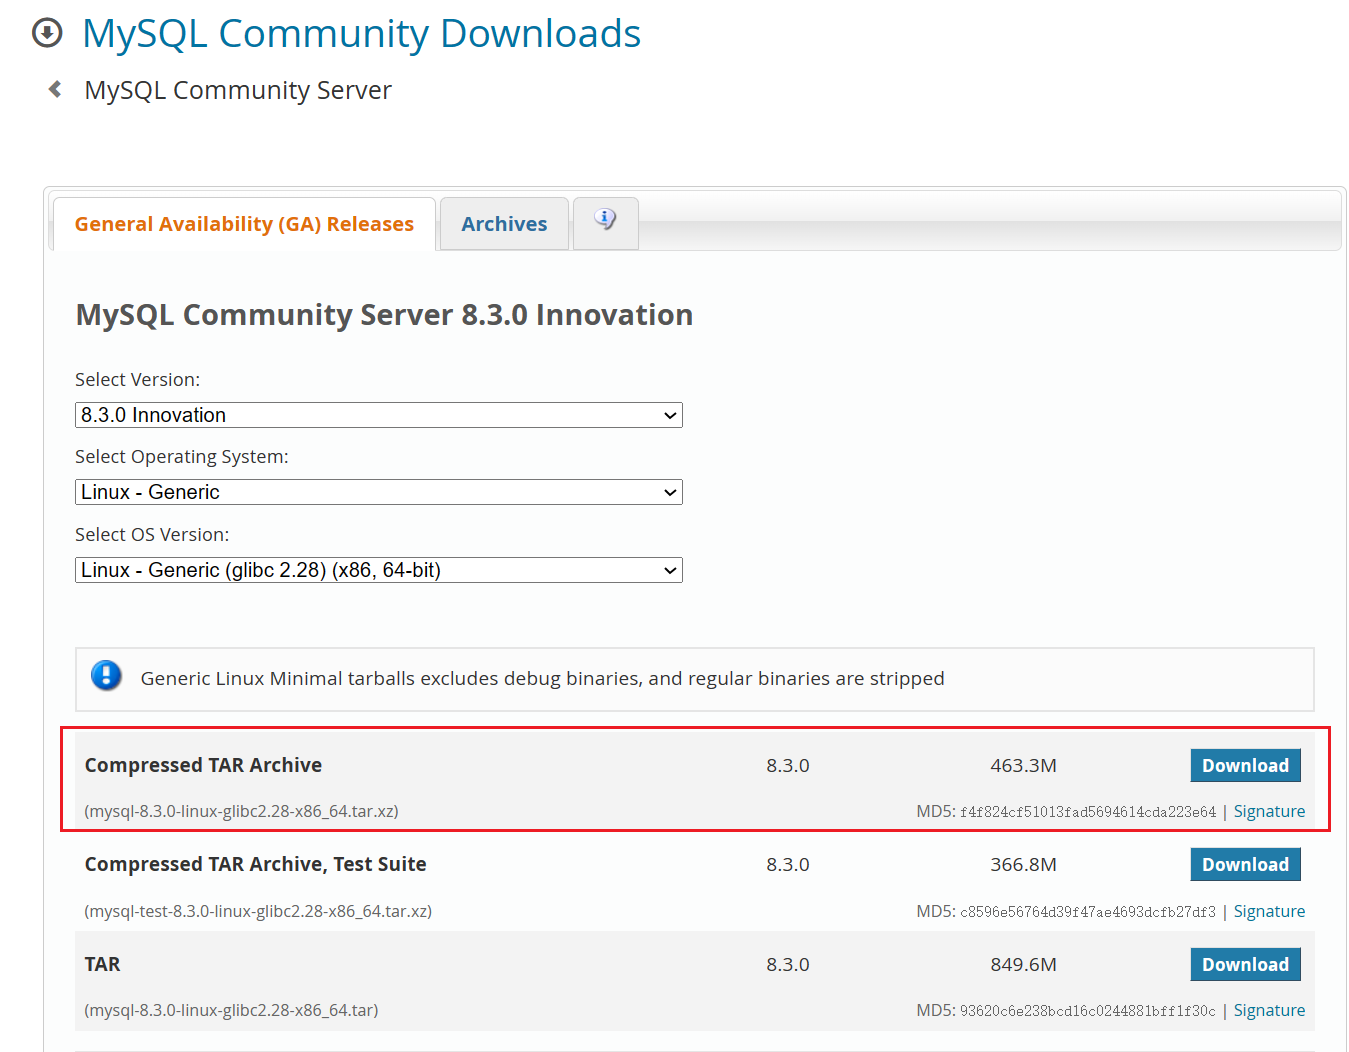 MySQL Community Downloads
MySQL Community Server
General Availability (GA) Releases Archives
MySQL Community Server 8.3.0 Innovation
Select Version:
8.3.0 Innovation
Select Operating System:
Linux - Generic
Select OS Version:
Linux - Generic (glibc 2.28) (x86, 64-bit)
Generic Linux Minimal tarballs excludes debug binaries, and regular binaries are stripped
Compressed TAR Archive 8.3.0 463.3M Download
(mysql-8.3.0-linux-glibc2.28-x86_64.tar.xz) MD5: f4f824cf51013fad5694614cda223e64 | Signature
Compressed TAR Archive, Test Suite 8.3.0 366.8M Download
(mysql-test-8.3.0-linux-glibc2.28-x86_64.tar.xz) MD5: c8596e56764d39f47ae4693dcfb27df3 | Signature
TAR 8.3.0 849.6M Download
(mysql-8.3.0-linux-glibc2.28-x86_64.tar) MD5: 93620c6e238bcd16c0244881bff1f30c | Signature